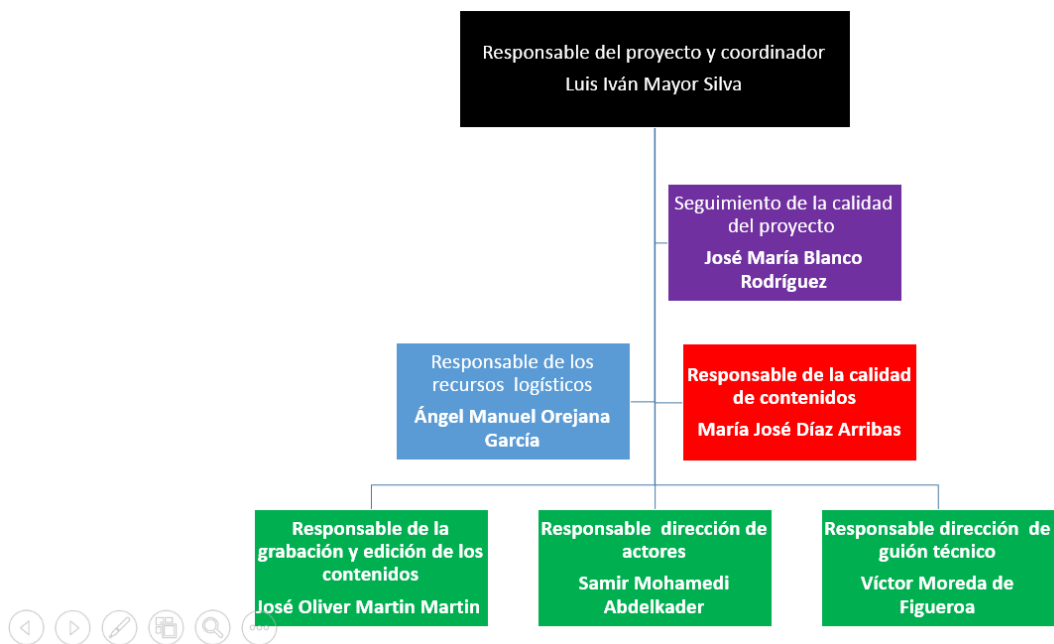 Responsable del proyecto y coordinador
Luis Iván Mayor Silva
Seguimiento de la calidad
del proyecto
José María Blanco
Rodríguez
Responsable de los
recursos logísticos
Ángel Manuel Orejana
García
Responsable de la calidad
de contenidos
María José Díaz Arribas
Responsable de la
grabación y edición de los
contenidos
José Oliver Martin Martin
Responsable dirección de
actores
Samir Mohamedi
Abdelkader
Responsable dirección de
guión técnico
Víctor Moreda de
Figueroa